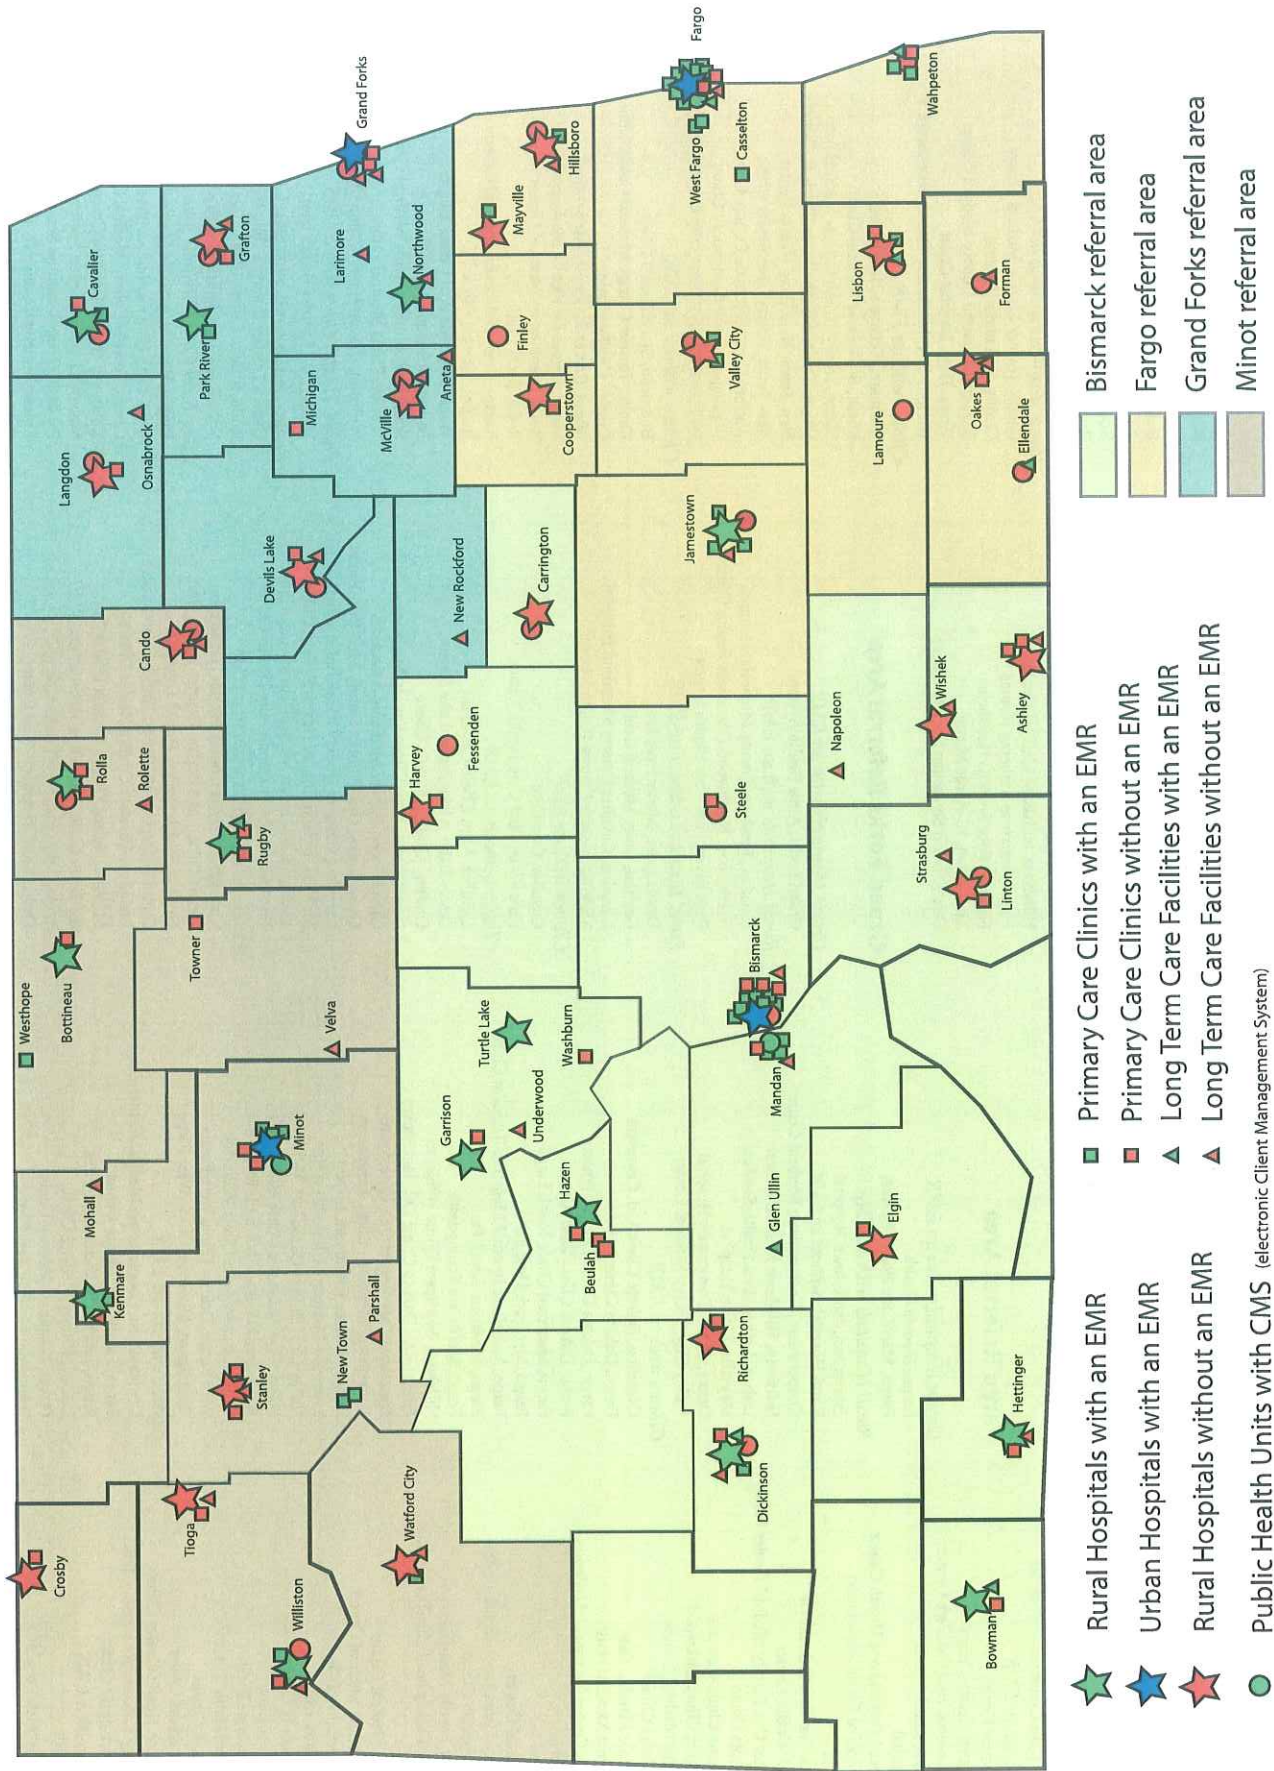 Crosby
Tioga
Williston
Watford City
Stanley
New Town
Parshall
Kenmare
Mohall
Minot
Velva
Towner
Westhope
Bottineau
Rugby
Rolla
Rolette
Cando
Devils Lake
New Rockford
Langdon
Osnabrock
Cavalier
Park River
Grafton
Michigan
McVille
Aneta
Larimore
Northwood
Grand Forks
Garrison
Underwood
Turtle Lake
Washburn
Hazen
Beulah
Harvey
Fessenden
Carrington
Cooperstown
Finley
Mayville
Hillsboro
Dickinson
Richardton
Glen Ullin
Mandan
Bismarck
Steele
Jamestown
Valley City
Casselton
West Fargo
Fargo
Bowman
Hettinger
Elgin
Strasburg
Linton
Napoleon
Wishek
Ashley
Lamoure
Ellendale
Oakes
Lisbon
Forman
Wahpeton
Rural Hospitals with an EMR
Urban Hospitals with an EMR
Rural Hospitals without an EMR
Public Health Units with CMS (electronic Client Management System)
Primary Care Clinics with an EMR
Primary Care Clinics without an EMR
Long Term Care Facilities with an EMR
Long Term Care Facilities without an EMR
Bismarck referral area
Fargo referral area
Grand Forks referral area
Minot referral area